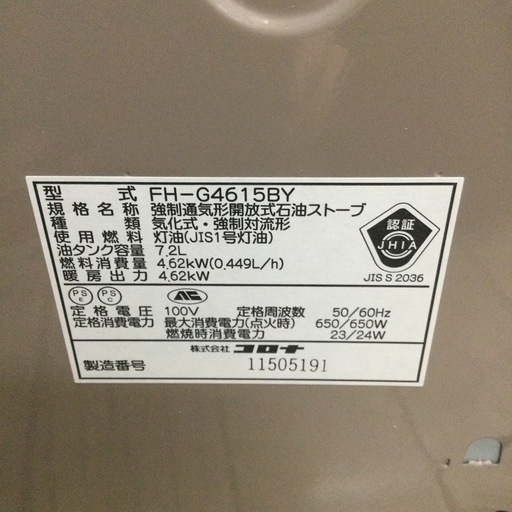 型式 FH-G4615BY
規格名称 強制通気形開放式石油ストーブ
種類 気化式・強制対流形
使用燃料 灯油(JIS1号灯油)
油タンク容量 7.2L
燃料消費量 4.62kW(0.449L/h)
暖房出力 4.62kW
認証
JHIA
JIS S 2036
PS E PS C
定格電圧 100V 定格周波数 50/60Hz
定格消費電力 最大消費電力(点火時) 650/650W
燃焼時消費電力 23/24W
株式会社 コロナ
製造番号 11505191